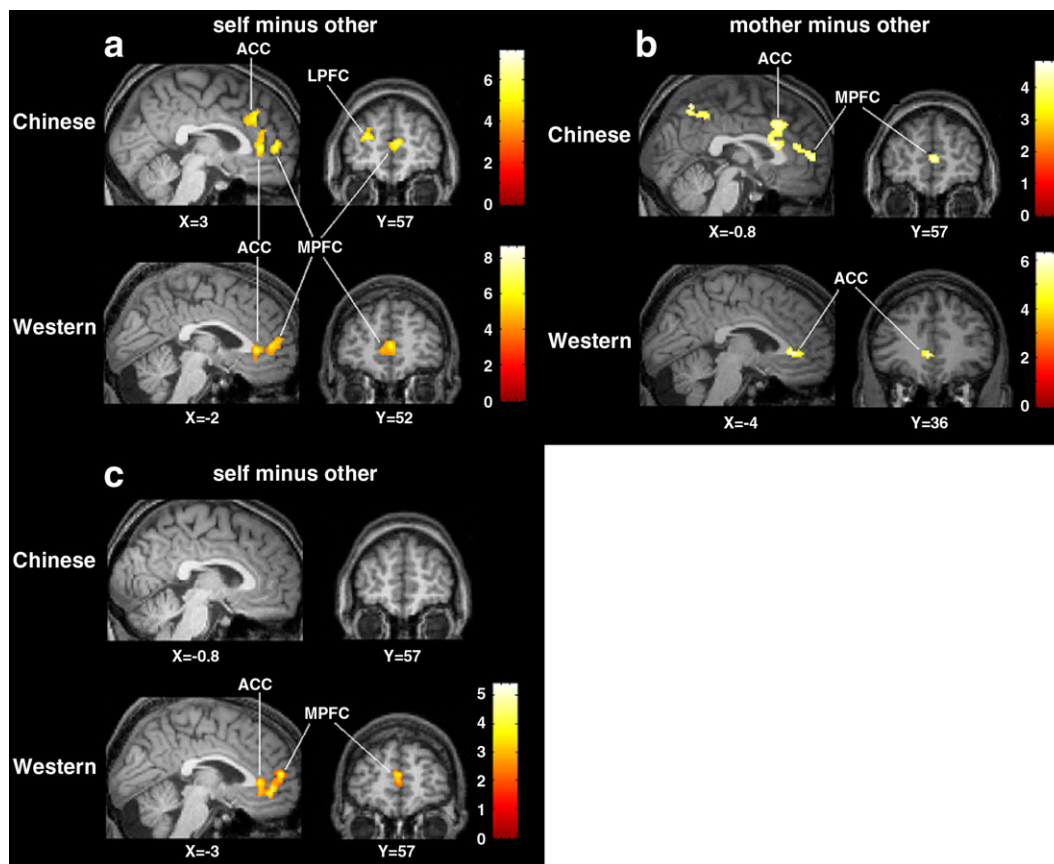 a
self minus other
ACC
LPFC
Chinese
6
4
2
0
X=3
Y=57
ACC
MPFC
Western
8
6
4
2
0
X=-2
Y=52
b
mother minus other
ACC
MPFC
Chinese
4
3
2
1
0
X=-0.8
Y=57
ACC
Western
6
4
2
0
X=-4
Y=36
c
self minus other
Chinese
X=-0.8
Y=57
ACC
MPFC
Western
5
4
3
2
1
0
X=-3
Y=57